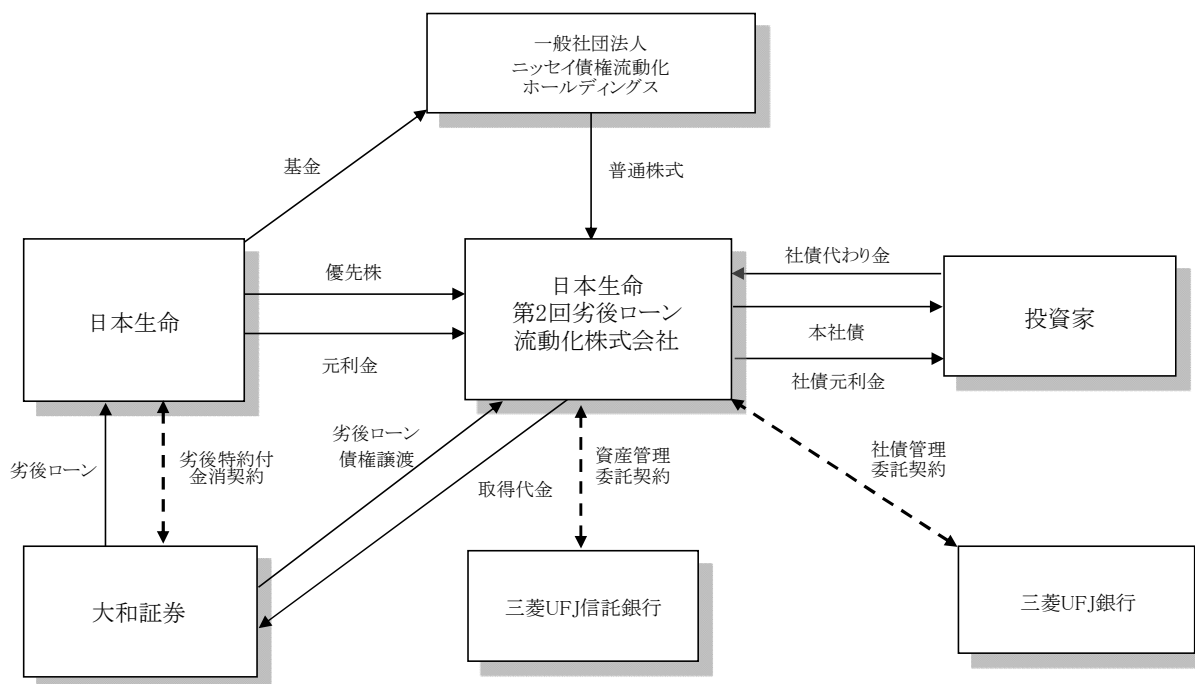 一般社団法人
ニッセイ債権流動化
ホールディングス
基金
普通株式
日本生命
優先株
元利金
日本生命
第2回劣後ローン
流動化株式会社
社債代わり金
本社債
社債元利金
投資家
劣後ローン
劣後特約付
金消契約
劣後ローン
債権譲渡
取得代金
資産管理
委託契約
社債管理
委託契約
大和証券
三菱UFJ信託銀行
三菱UFJ銀行